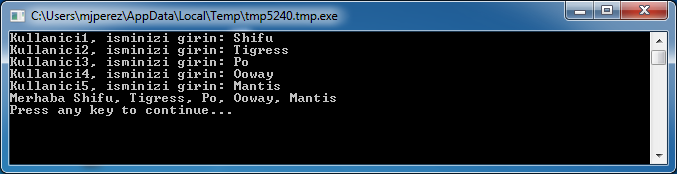 C:\Users\mjperez\AppData\Local\Temp\tmp5240.tmp.exe
Kullanici1, isminizi girin: Shifu
Kullanici2, isminizi girin: Tigress
Kullanici3, isminizi girin: Po
Kullanici4, isminizi girin: Ooway
Kullanici5, isminizi girin: Mantis
Merhaba Shifu, Tigress, Po, Ooway, Mantis
Press any key to continue...